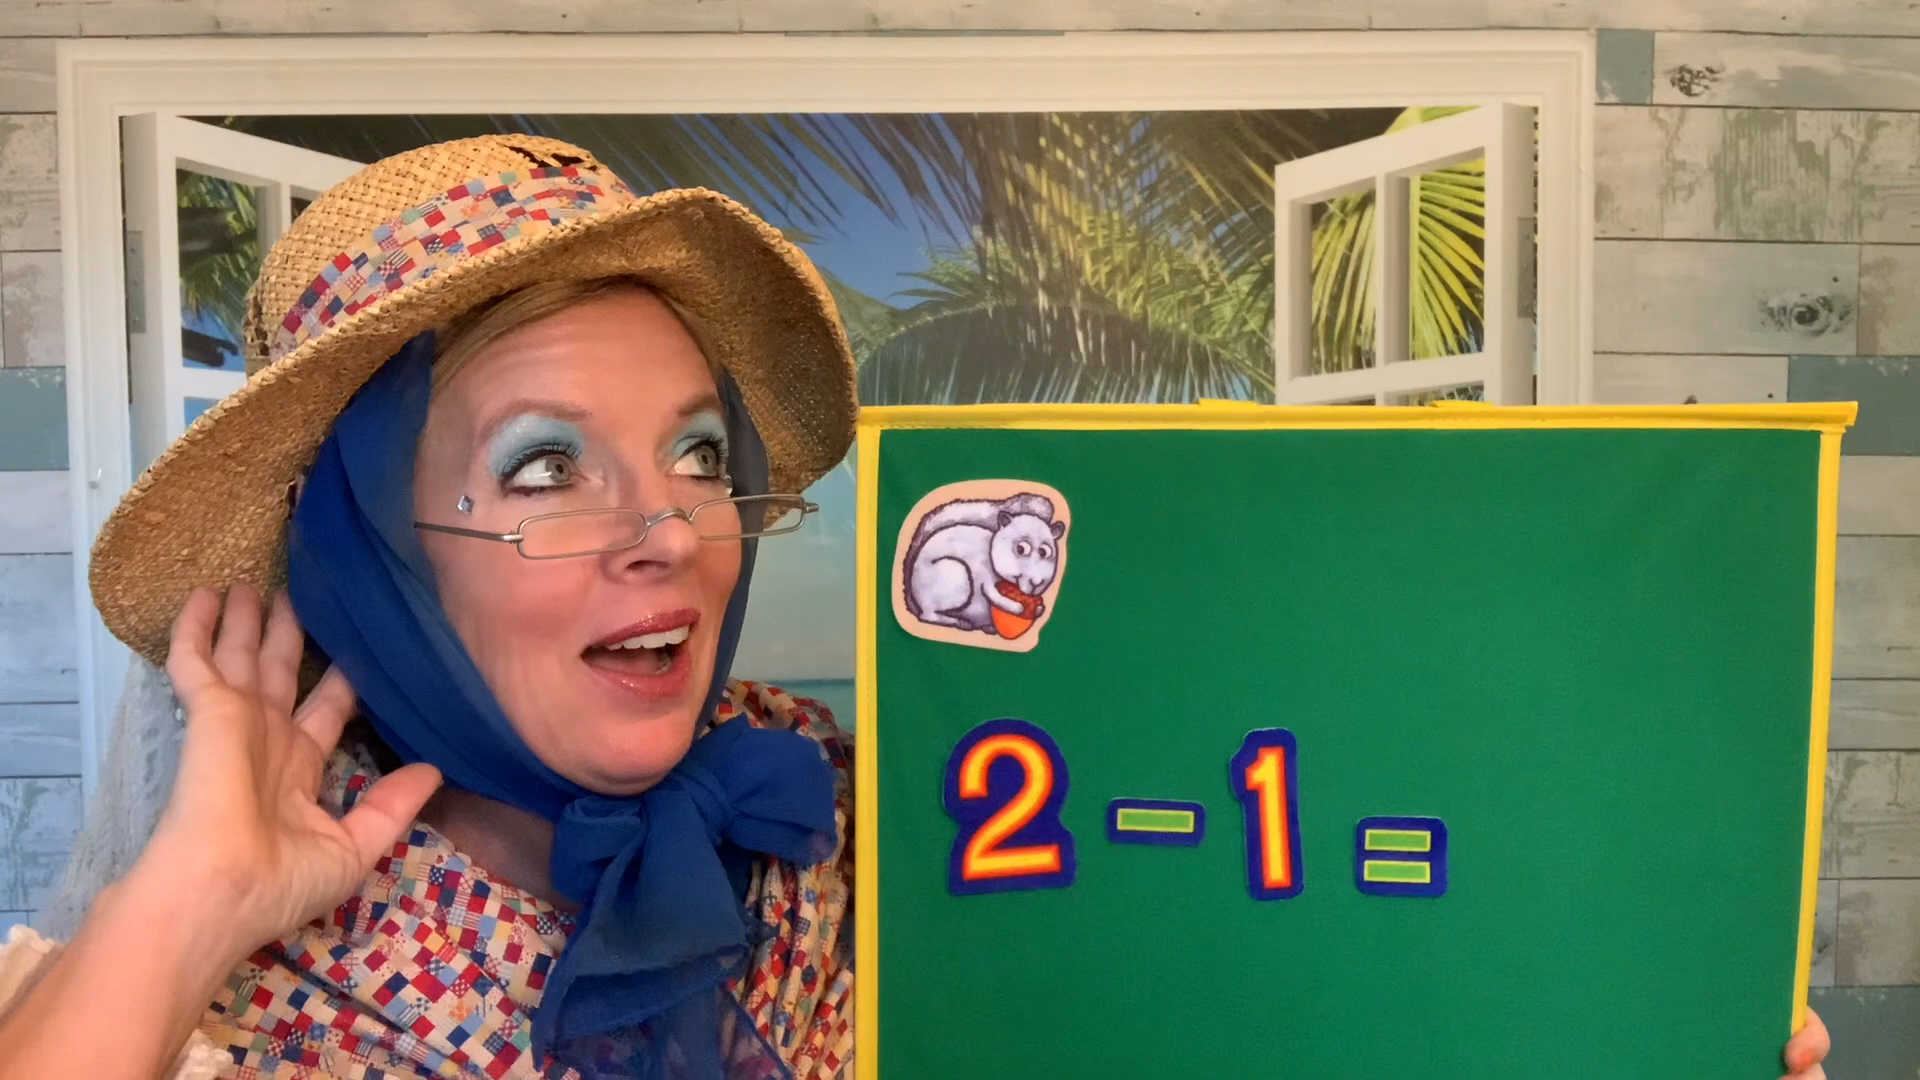 2 - 1 =